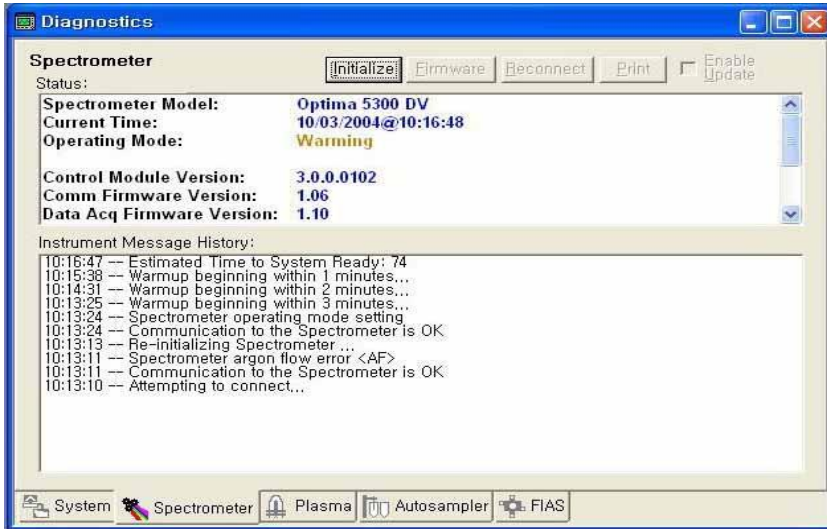 Diagnostics
Spectrometer
Initialize Firmware Reconnect Print Enable Update
Status:
Spectrometer Model: Optima 5300 DV
Current Time: 10/03/2004@10:16:48
Operating Mode: Warming
Control Module Version: 3.0.0.0102
Comm Firmware Version: 1.06
Data Acq Firmware Version: 1.10
Instrument Message History:
10:16:47 -- Estimated Time to System Ready: 74
10:15:38 -- Warmup beginning within 1 minutes...
10:14:31 -- Warmup beginning within 2 minutes...
10:13:25 -- Warmup beginning within 3 minutes...
10:13:24 -- Spectrometer operating mode setting
10:13:24 -- Communication to the Spectrometer is OK
10:13:13 -- Re-initializing Spectrometer ...
10:13:11 -- Spectrometer argon flow error <AF>
10:13:11 -- Communication to the Spectrometer is OK
10:13:10 -- Attempting to connect...
System Spectrometer Plasma Autosampler FIAS